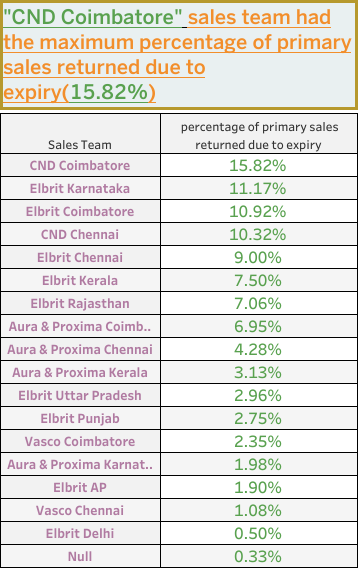 "CND Coimbatore" sales team had
the maximum percentage of primary
sales returned due to
expiry(15.82%)
percentage of primary sales
Sales Team returned due to expiry
CND Coimbatore 15.82%
Elbrit Karnataka 11.17%
Elbrit Coimbatore 10.92%
CND Chennai 10.32%
Elbrit Chennai 9.00%
Elbrit Kerala 7.50%
Elbrit Rajasthan 7.06%
Aura & Proxima Coimb.. 6.95%
Aura & Proxima Chennai 4.28%
Aura & Proxima Kerala 3.13%
Elbrit Uttar Pradesh 2.96%
Elbrit Punjab 2.75%
Vasco Coimbatore 2.35%
Aura & Proxima Karnat.. 1.98%
Elbrit AP 1.90%
Vasco Chennai 1.08%
Elbrit Delhi 0.50%
Null 0.33%